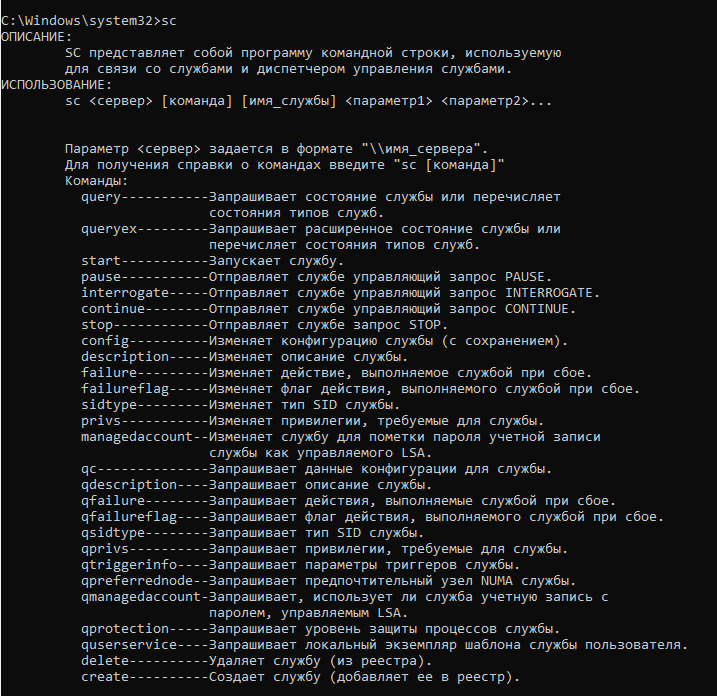 C:\Windows\system32>sc
ОПИСАНИЕ:
        SC представляет собой программу командной строки, используемую
        для связи со службами и диспетчером управления службами.
ИСПОЛЬЗОВАНИЕ:
        sc <сервер> [команда] [имя_службы] <параметр1> <параметр2>...
        Параметр <сервер> задается в формате "\\имя_сервера".
        Для получения справки о командах введите "sc [команда]"
        Команды:
          query-----------Запрашивает состояние службы или перечисляет
                          состояния типов служб.
          queryex---------Запрашивает расширенное состояние службы или
                          перечисляет состояния типов служб.
          start-----------Запускает службу.
          pause-----------Отправляет службе управляющий запрос PAUSE.
          interrogate-----Отправляет службе управляющий запрос INTERROGATE.
          continue--------Отправляет службе управляющий запрос CONTINUE.
          stop------------Отправляет службе запрос STOP.
          config----------Изменяет конфигурацию службы (с сохранением).
          description-----Изменяет описание службы.
          failure---------Изменяет действие, выполняемое службой при сбое.
          failureflag-----Изменяет флаг действия, выполняемого службой при сбое.
          sidtype---------Изменяет тип SID службы.
          privs-----------Изменяет привилегии, требуемые для службы.
          managedaccount--Изменяет службу для пометки пароля учетной записи
                          службы как управляемого LSA.
          qc--------------Запрашивает данные конфигурации для службы.
          qdescription----Запрашивает описание службы.
          qfailure--------Запрашивает действия, выполняемые службой при сбое.
          qfailureflag----Запрашивает флаг действия, выполняемого службой при сбое.
          qsidtype--------Запрашивает тип SID службы.
          qprivs----------Запрашивает привилегии, требуемые для службы.
          qtriggerinfo----Запрашивает параметры триггеров службы.
          qpreferrednode--Запрашивает предпочтительный узел NUMA службы.
          qmanagedaccount-Запрашивает, использует ли служба учетную запись с
                          паролем, управляемым LSA.
          qprotection-----Запрашивает уровень защиты процессов службы.
          quserservice----Запрашивает локальный экземпляр шаблона службы пользователя.
          delete----------Удаляет службу (из реестра).
          create----------Создает службу (добавляет ее в реестр).